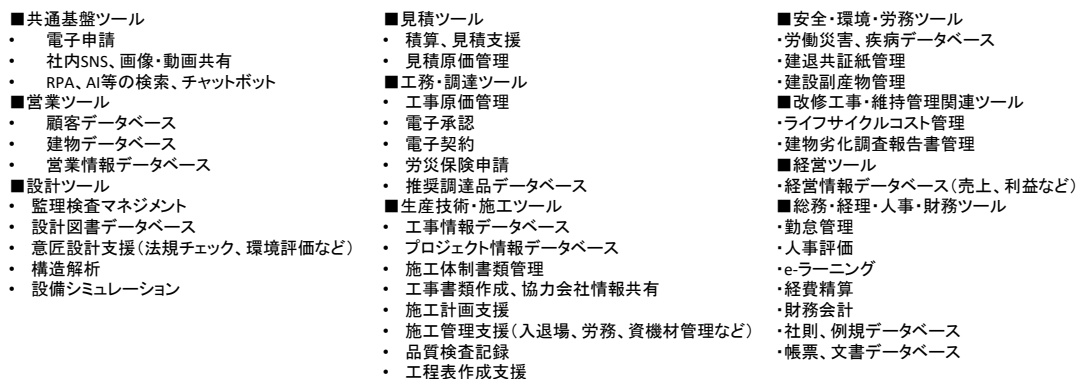 ■共通基盤ツール
• 電子申請
• 社内SNS、画像・動画共有
• RPA、AI等の検索、チャットボット
■営業ツール
• 顧客データベース
• 建物データベース
• 営業情報データベース
■設計ツール
• 監理検査マネジメント
• 設計図書データベース
• 意匠設計支援(法規チェック、環境評価など)
• 構造解析
• 設備シミュレーション
■見積ツール
• 積算、見積支援
• 見積原価管理
■工務・調達ツール
• 工事原価管理
• 電子承認
• 電子契約
• 労災保険申請
• 推奨調達品データベース
■生産技術・施工ツール
• 工事情報データベース
• プロジェクト情報データベース
• 施工体制書類管理
• 工事書類作成、協力会社情報共有
• 施工計画支援
• 施工管理支援(入退場、労務、資機材管理など)
• 品質検査記録
• 工程表作成支援
■安全・環境・労務ツール
・労働災害、疾病データベース
・建退共証紙管理
・建設副産物管理
■改修工事・維持管理関連ツール
・ライフサイクルコスト管理
・建物劣化調査報告書管理
■経営ツール
・経営情報データベース(売上、利益など)
■総務・経理・人事・財務ツール
・勤怠管理
・人事評価
・e-ラーニング
・経費精算
・財務会計
・社則、例規データベース
・帳票、文書データベース